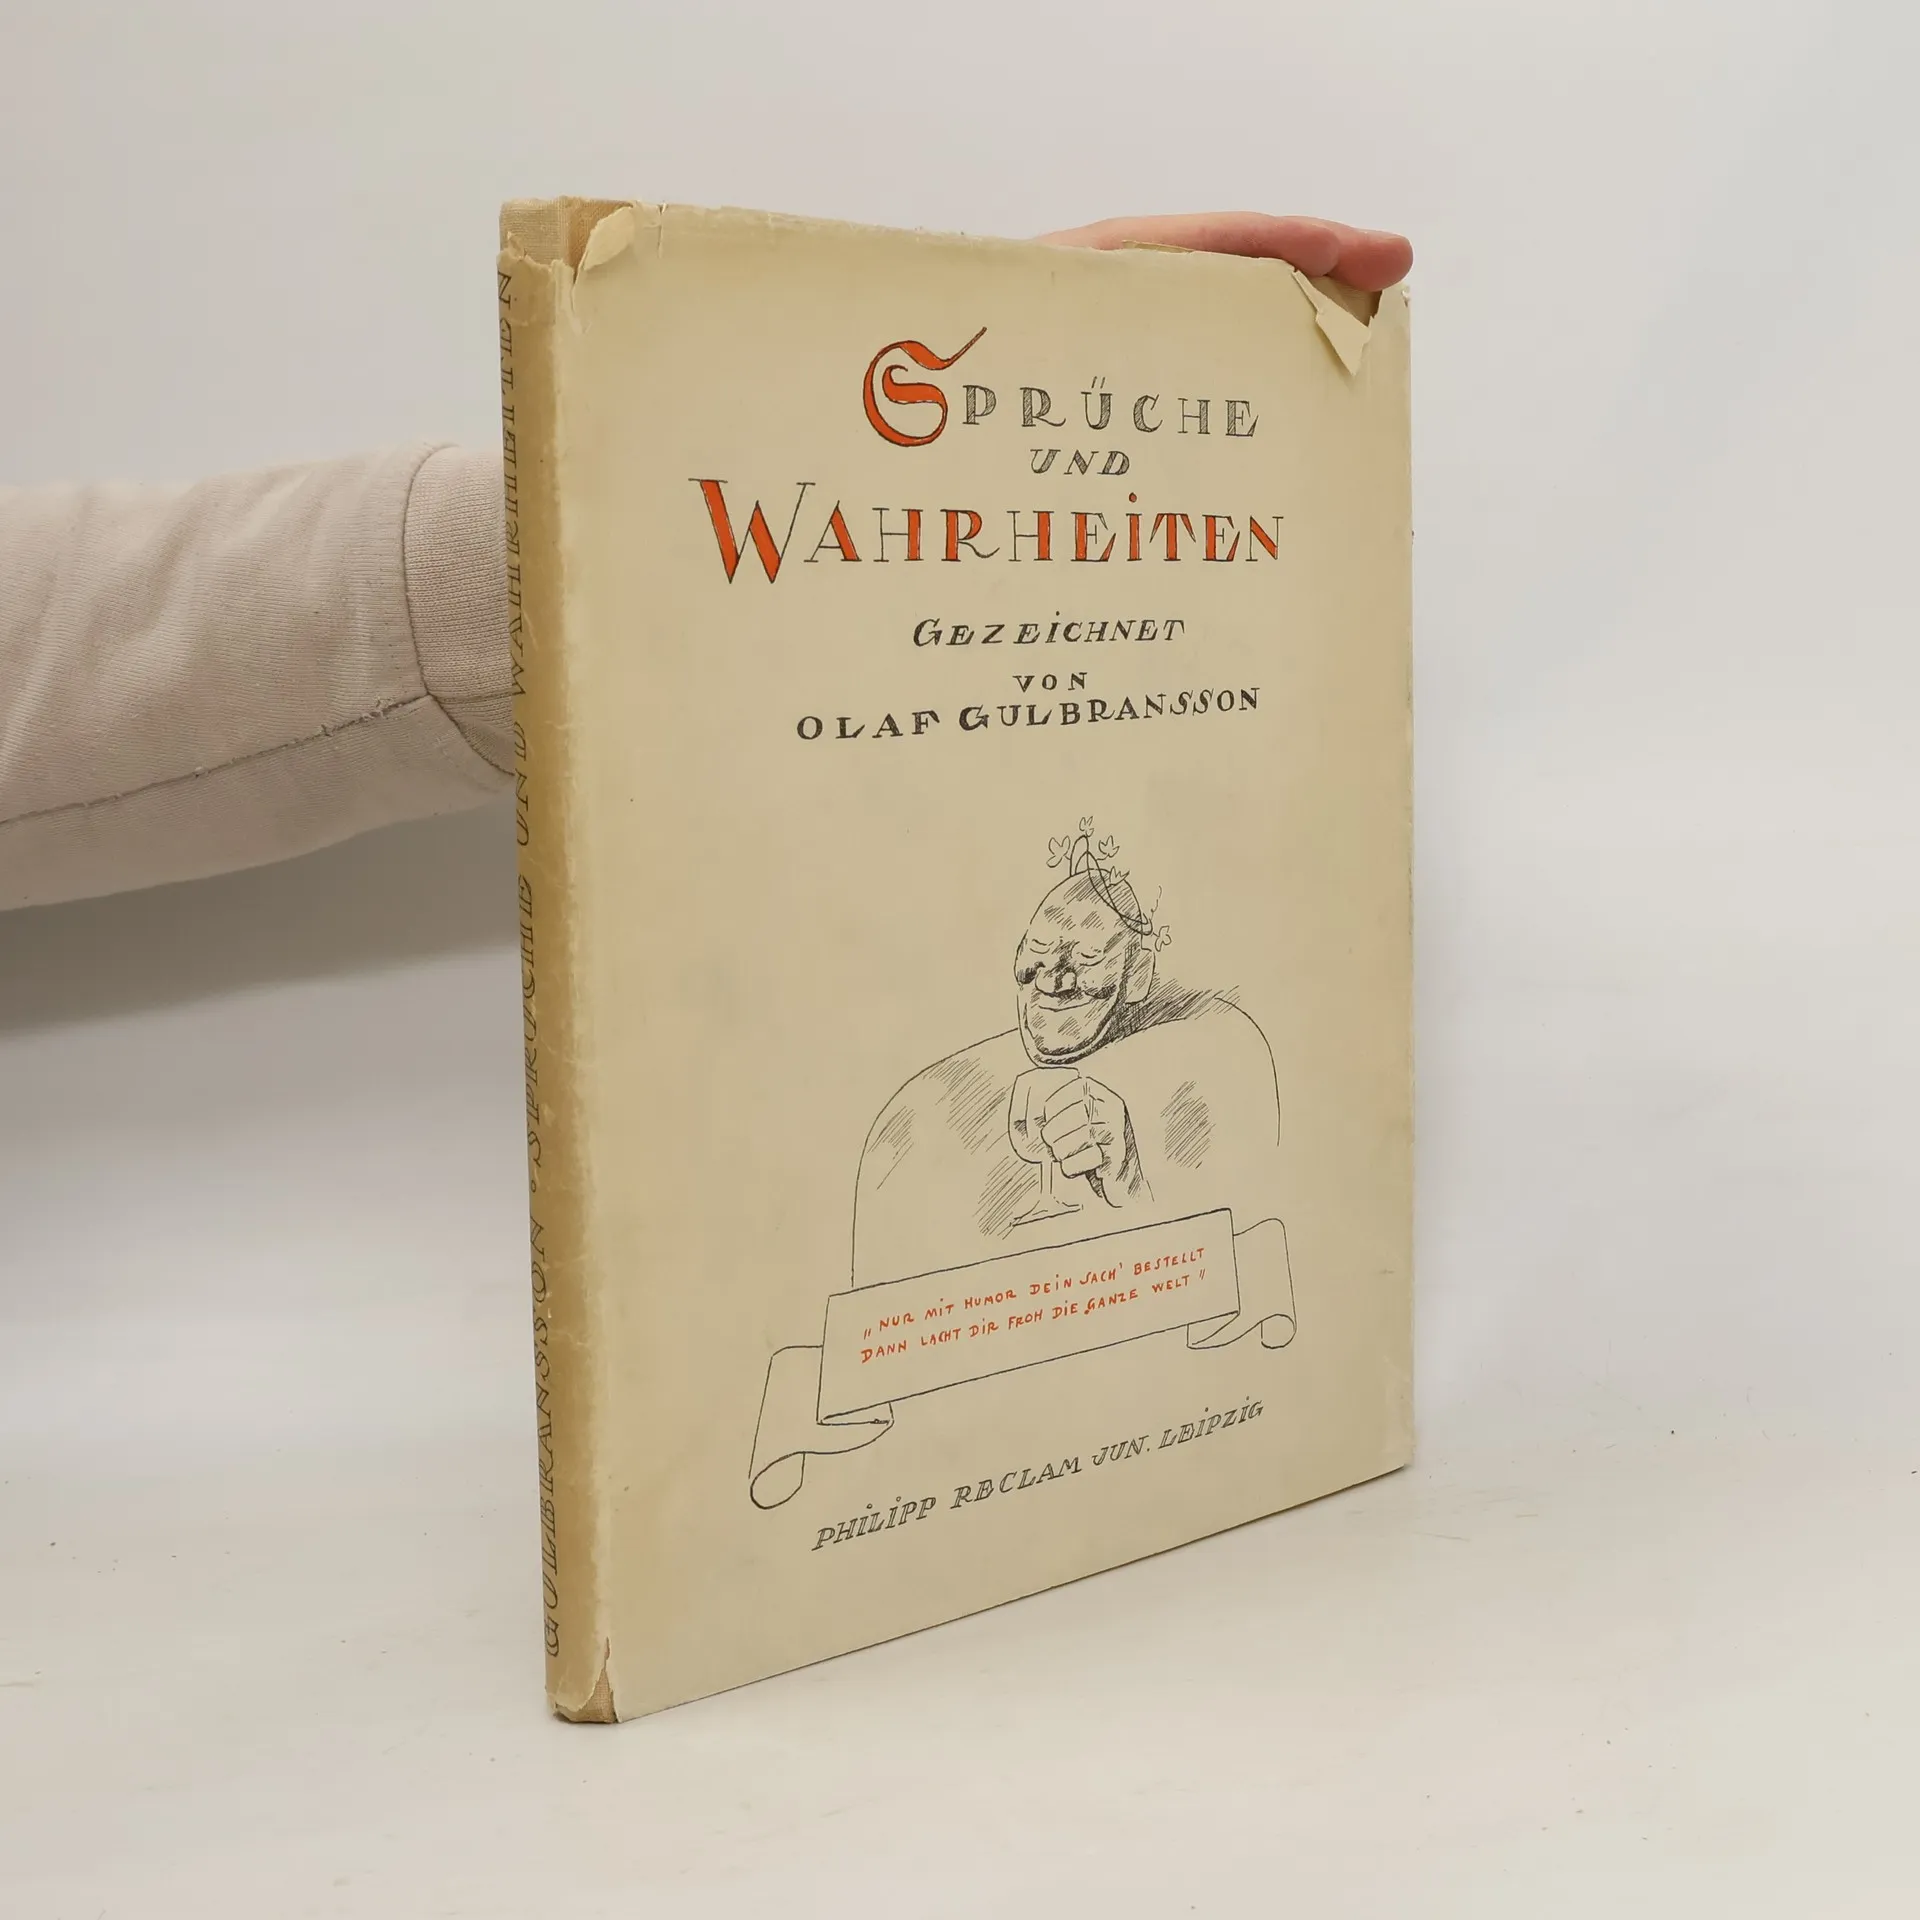 SPRÜCHE
UND
WAHRHEITEN
GEZEICHNET
VON
OLAF GULBRANSSON
„NUR MIT HUMOR DEIN SACH' BESTELLT
DANN LACHT DIR FROH DIE GANZE WELT"
PHILIPP RECLAM JUN. LEIPZIG
GULBRANSSON · SPRÜCHE UND WAHRHEITEN